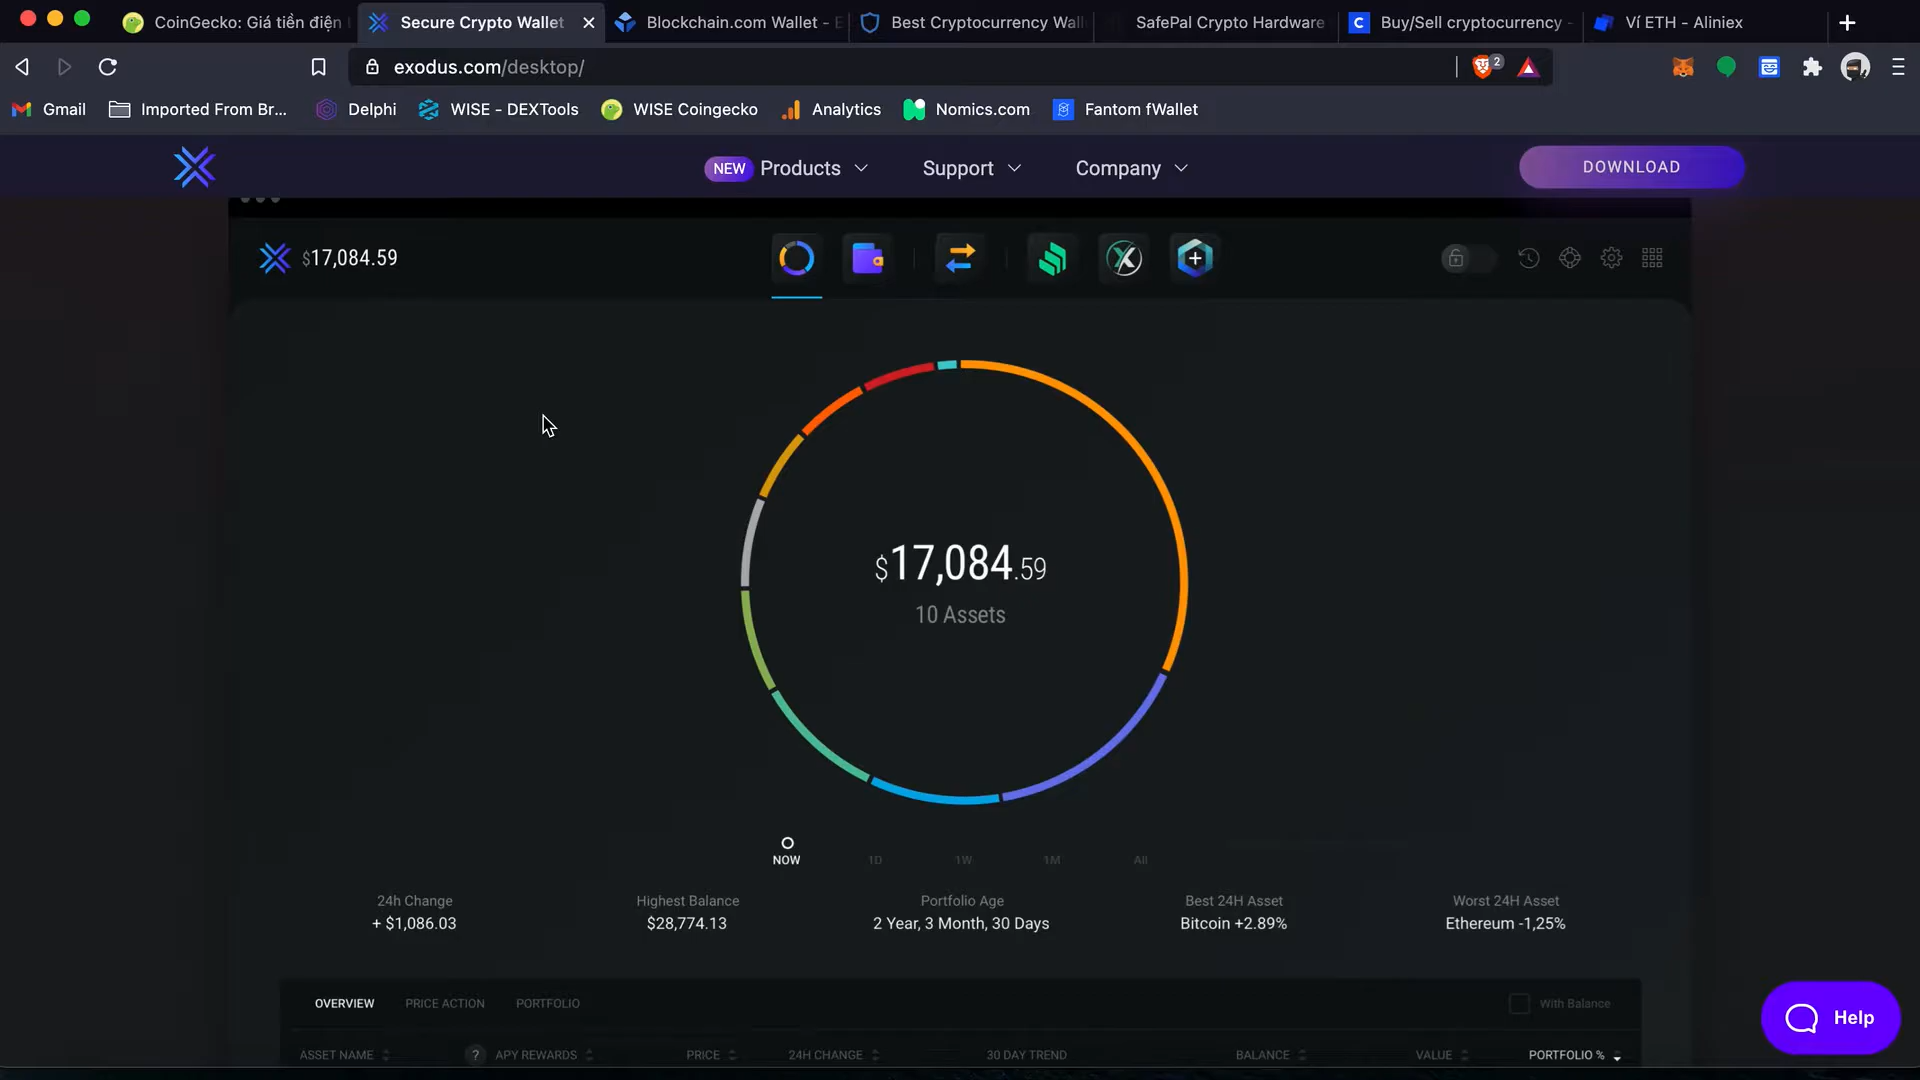 CoinGecko: Giá tiền điện
Secure Crypto Wallet
Blockchain.com Wallet - E
Best Cryptocurrency Wall
SafePal Crypto Hardware
Buy/Sell cryptocurrency -
Ví ETH - Aliniex
exodus.com/desktop/
2
Gmail
Imported From Br...
Delphi
WISE - DEXTools
WISE Coingecko
Analytics
Nomics.com
Fantom fWallet
NEW Products
Support
Company
DOWNLOAD
$17,084.59
$17,084.59
10 Assets
NOW
1D
1W
1M
All
24h Change
Highest Balance
Portfolio Age
Best 24H Asset
Worst 24H Asset
+ $1,086.03
$28,774.13
2 Year, 3 Month, 30 Days
Bitcoin +2.89%
Ethereum -1,25%
OVERVIEW
PRICE ACTION
PORTFOLIO
With Balance
Help
ASSET NAME
? APY REWARDS
PRICE
24H CHANGE
30 DAY TREND
BALANCE
VALUE
PORTFOLIO %